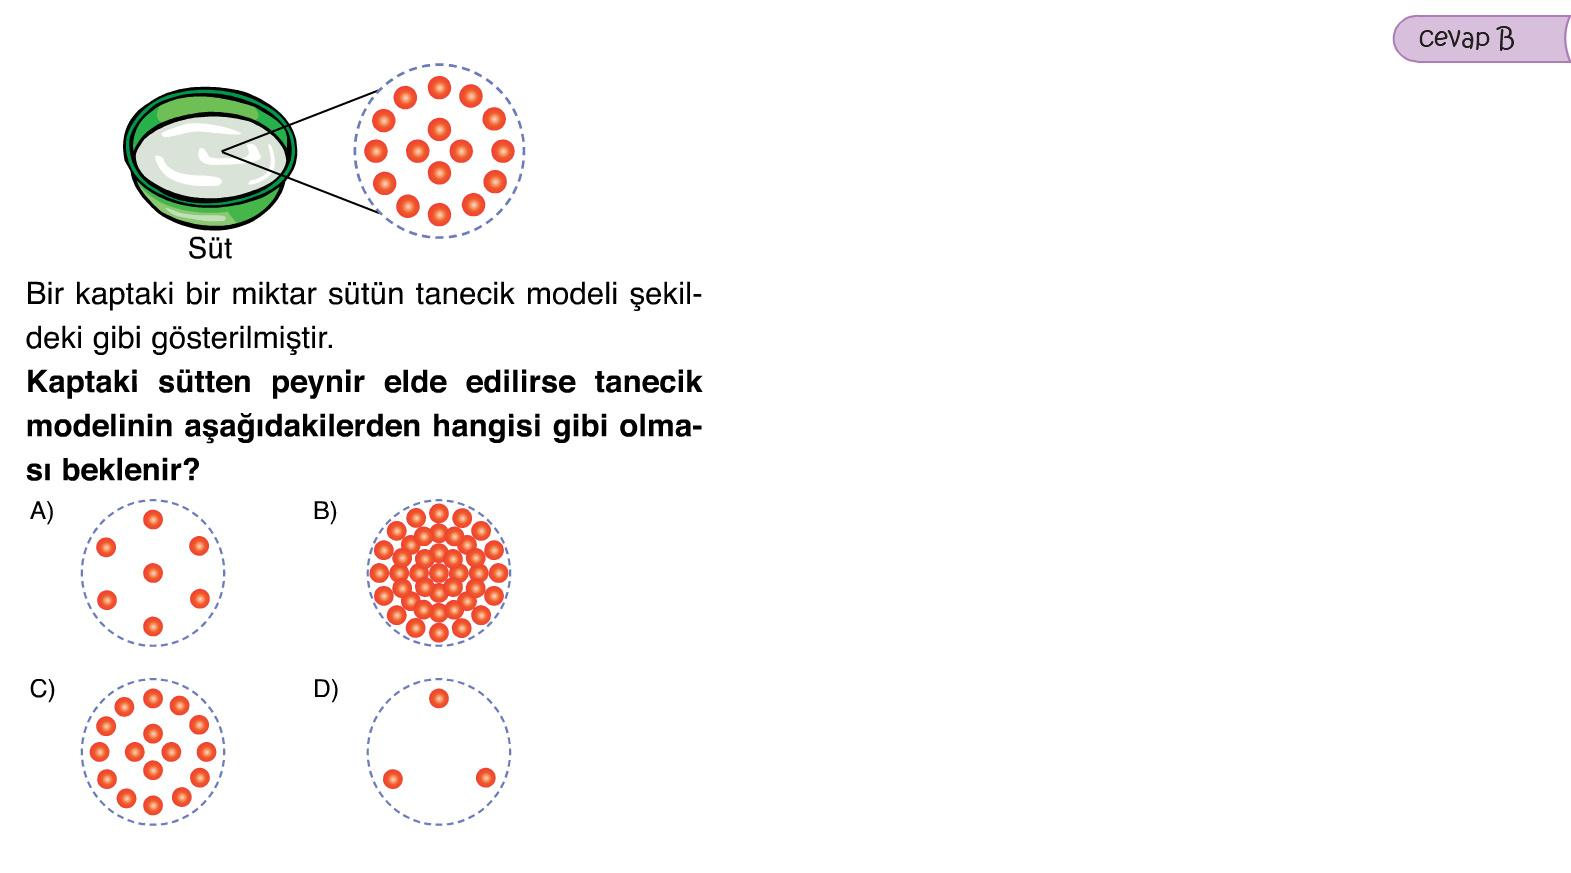 Cevap B
Süt
Bir kaptaki bir miktar sütün tanecik modeli şekil-
deki gibi gösterilmiştir.
Kaptaki sütten peynir elde edilirse tanecik
modelinin aşağıdakilerden hangisi gibi olma-
sı beklenir?
A)
B)
C)
D)